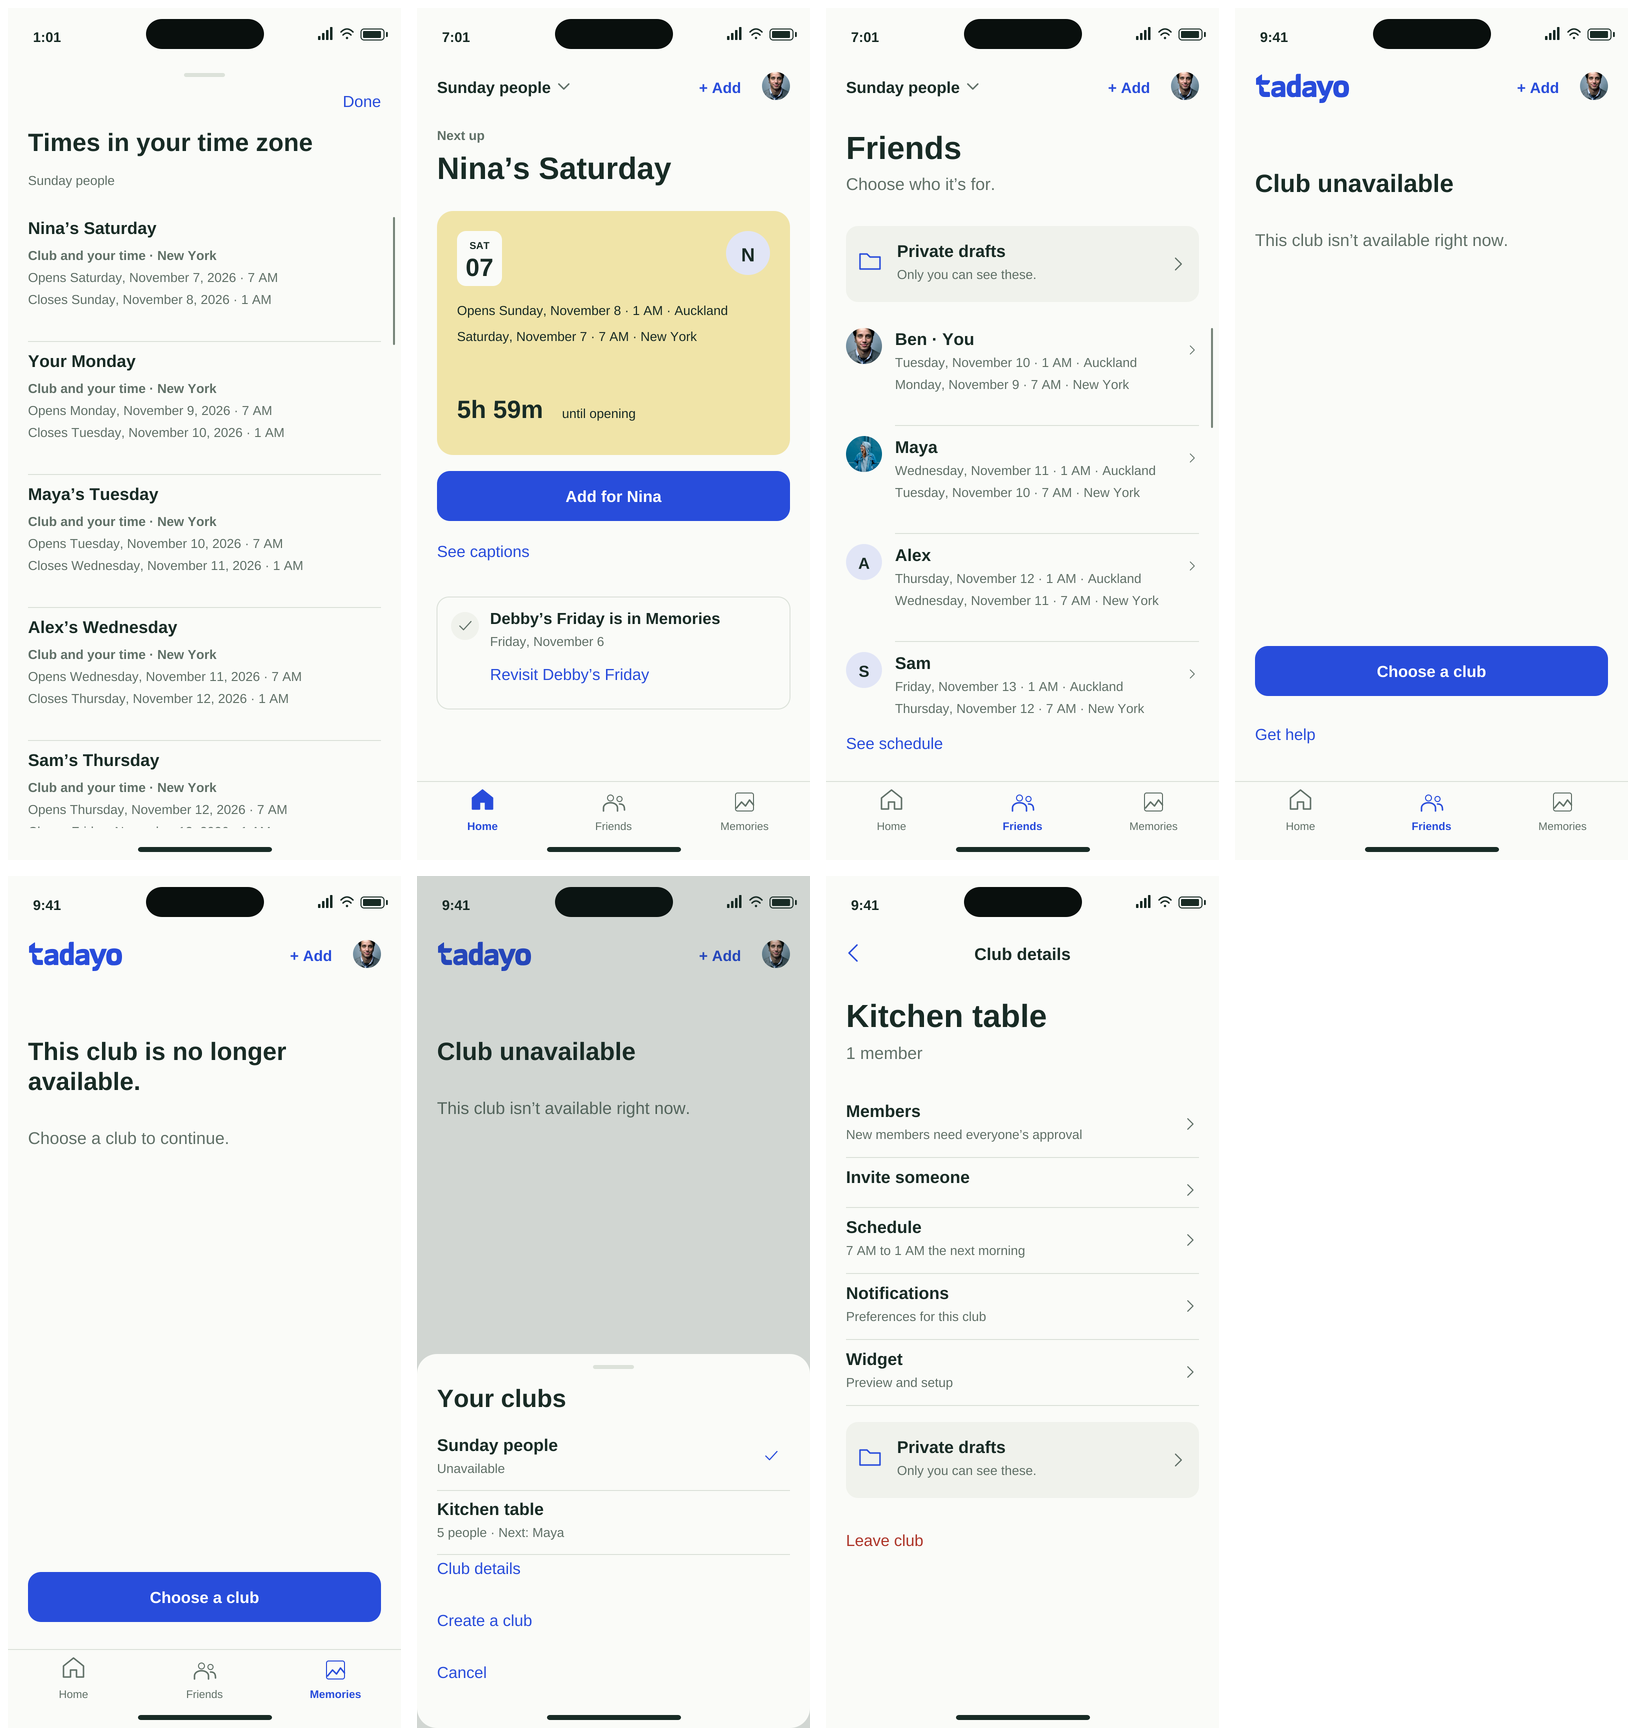 1:01
Done
Times in your time zone
Sunday people
Nina’s Saturday
Club and your time · New York
Opens Saturday, November 7, 2026 · 7 AM
Closes Sunday, November 8, 2026 · 1 AM
Your Monday
Club and your time · New York
Opens Monday, November 9, 2026 · 7 AM
Closes Tuesday, November 10, 2026 · 1 AM
Maya’s Tuesday
Club and your time · New York
Opens Tuesday, November 10, 2026 · 7 AM
Closes Wednesday, November 11, 2026 · 1 AM
Alex’s Wednesday
Club and your time · New York
Opens Wednesday, November 11, 2026 · 7 AM
Closes Thursday, November 12, 2026 · 1 AM
Sam’s Thursday
Club and your time · New York
Opens Thursday, November 12, 2026 · 7 AM
7:01
Sunday people
+ Add
Next up
Nina’s Saturday
SAT
07
N
Opens Sunday, November 8 · 1 AM · Auckland
Saturday, November 7 · 7 AM · New York
5h 59m until opening
Add for Nina
See captions
Debby’s Friday is in Memories
Friday, November 6
Revisit Debby’s Friday
Home
Friends
Memories
7:01
Sunday people
+ Add
Friends
Choose who it’s for.
Private drafts
Only you can see these.
Ben · You
Tuesday, November 10 · 1 AM · Auckland
Monday, November 9 · 7 AM · New York
Maya
Wednesday, November 11 · 1 AM · Auckland
Tuesday, November 10 · 7 AM · New York
A
Alex
Thursday, November 12 · 1 AM · Auckland
Wednesday, November 11 · 7 AM · New York
S
Sam
Friday, November 13 · 1 AM · Auckland
Thursday, November 12 · 7 AM · New York
See schedule
Home
Friends
Memories
9:41
tadayo
+ Add
Club unavailable
This club isn’t available right now.
Choose a club
Get help
Home
Friends
Memories
9:41
tadayo
+ Add
This club is no longer
available.
Choose a club to continue.
Choose a club
Home
Friends
Memories
9:41
tadayo
+ Add
Club unavailable
This club isn’t available right now.
Your clubs
Sunday people
Unavailable
Kitchen table
5 people · Next: Maya
Club details
Create a club
Cancel
9:41
Club details
Kitchen table
1 member
Members
New members need everyone’s approval
Invite someone
Schedule
7 AM to 1 AM the next morning
Notifications
Preferences for this club
Widget
Preview and setup
Private drafts
Only you can see these.
Leave club